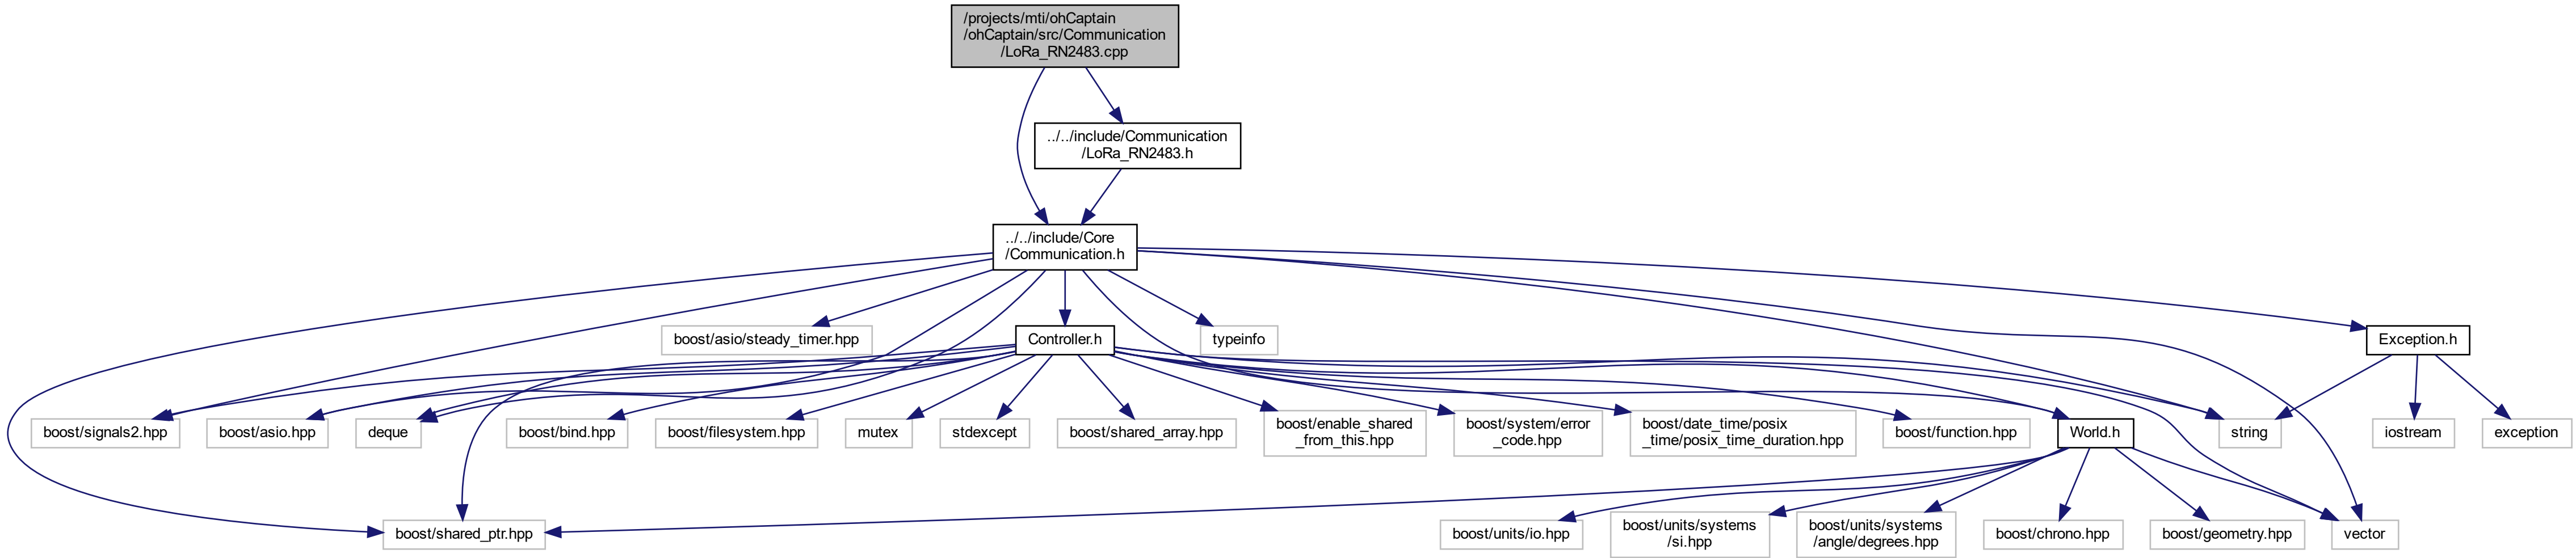 /projects/mti/ohCaptain
/ohCaptain/src/Communication
/LoRa_RN2483.cpp
../../include/Communication
/LoRa_RN2483.h
../../include/Core
/Communication.h
boost/asio/steady_timer.hpp
Controller.h
typeinfo
Exception.h
boost/signals2.hpp
boost/asio.hpp
deque
boost/bind.hpp
boost/filesystem.hpp
mutex
stdexcept
boost/shared_array.hpp
boost/enable_shared
_from_this.hpp
boost/system/error
_code.hpp
boost/date_time/posix
_time/posix_time_duration.hpp
boost/function.hpp
World.h
string
iostream
exception
boost/shared_ptr.hpp
boost/units/io.hpp
boost/units/systems
/si.hpp
boost/units/systems
/angle/degrees.hpp
boost/chrono.hpp
boost/geometry.hpp
vector